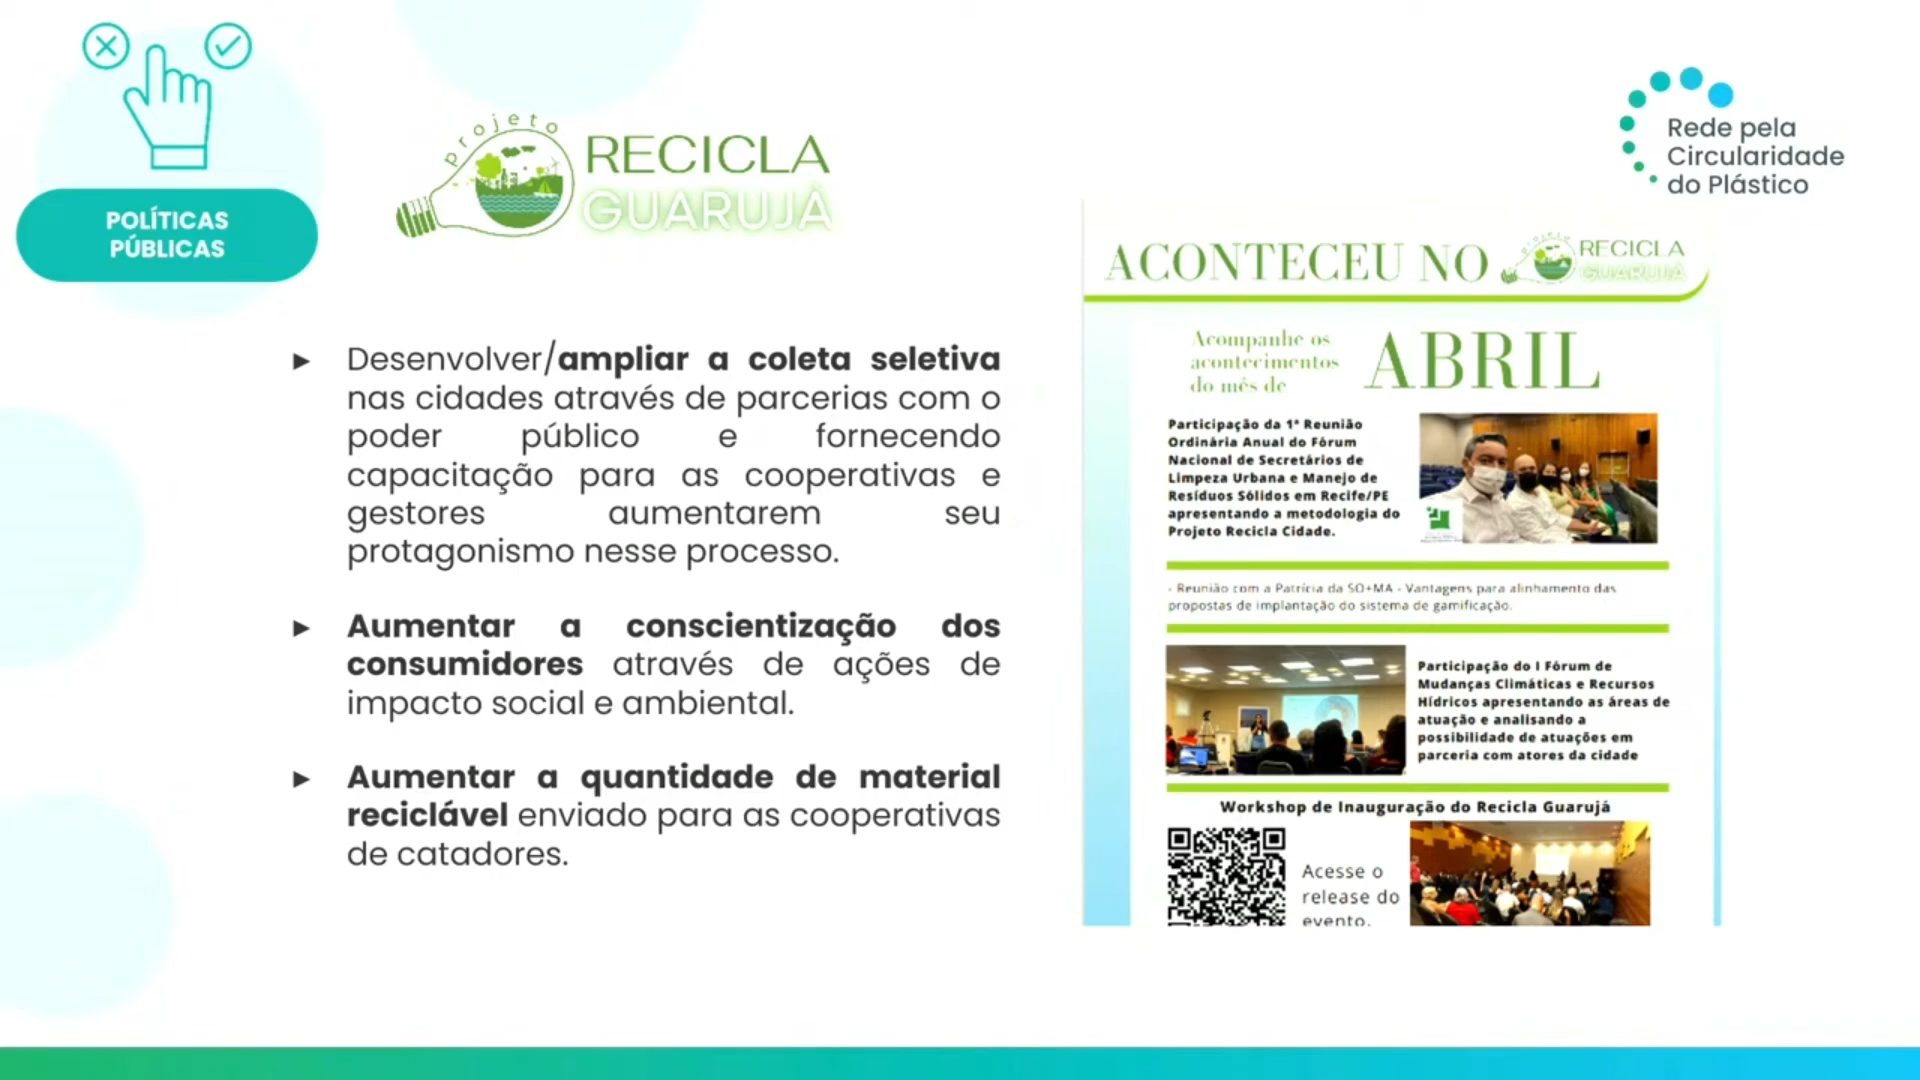 POLÍTICAS
PÚBLICAS
projeto
RECICLA
GUARUJÁ
Rede pela
Circularidade
do Plástico
► Desenvolver/ampliar a coleta seletiva
nas cidades através de parcerias com o
poder público e fornecendo
capacitação para as cooperativas e
gestores aumentarem seu
protagonismo nesse processo.
► Aumentar a conscientização dos
consumidores através de ações de
impacto social e ambiental.
► Aumentar a quantidade de material
reciclável enviado para as cooperativas
de catadores.
ACONTECEU NO
projeto
RECICLA
GUARUJÁ
Acompanhe os
acontecimentos
do mês de
ABRIL
Participação da 1ª Reunião
Ordinária Anual do Fórum
Nacional de Secretários de
Limpeza Urbana e Manejo de
Resíduos Sólidos em Recife/PE
apresentando a metodologia do
Projeto Recicla Cidade.
- Reunião com a Patrícia da SO+MA - Vantagens para alinhamento das
propostas de implantação do sistema de gamificação.
Participação do I Fórum de
Mudanças Climáticas e Recursos
Hídricos apresentando as áreas de
atuação e analisando a
possibilidade de atuações em
parceria com atores da cidade
Workshop de Inauguração do Recicla Guarujá
Acesse o
release do
evento.